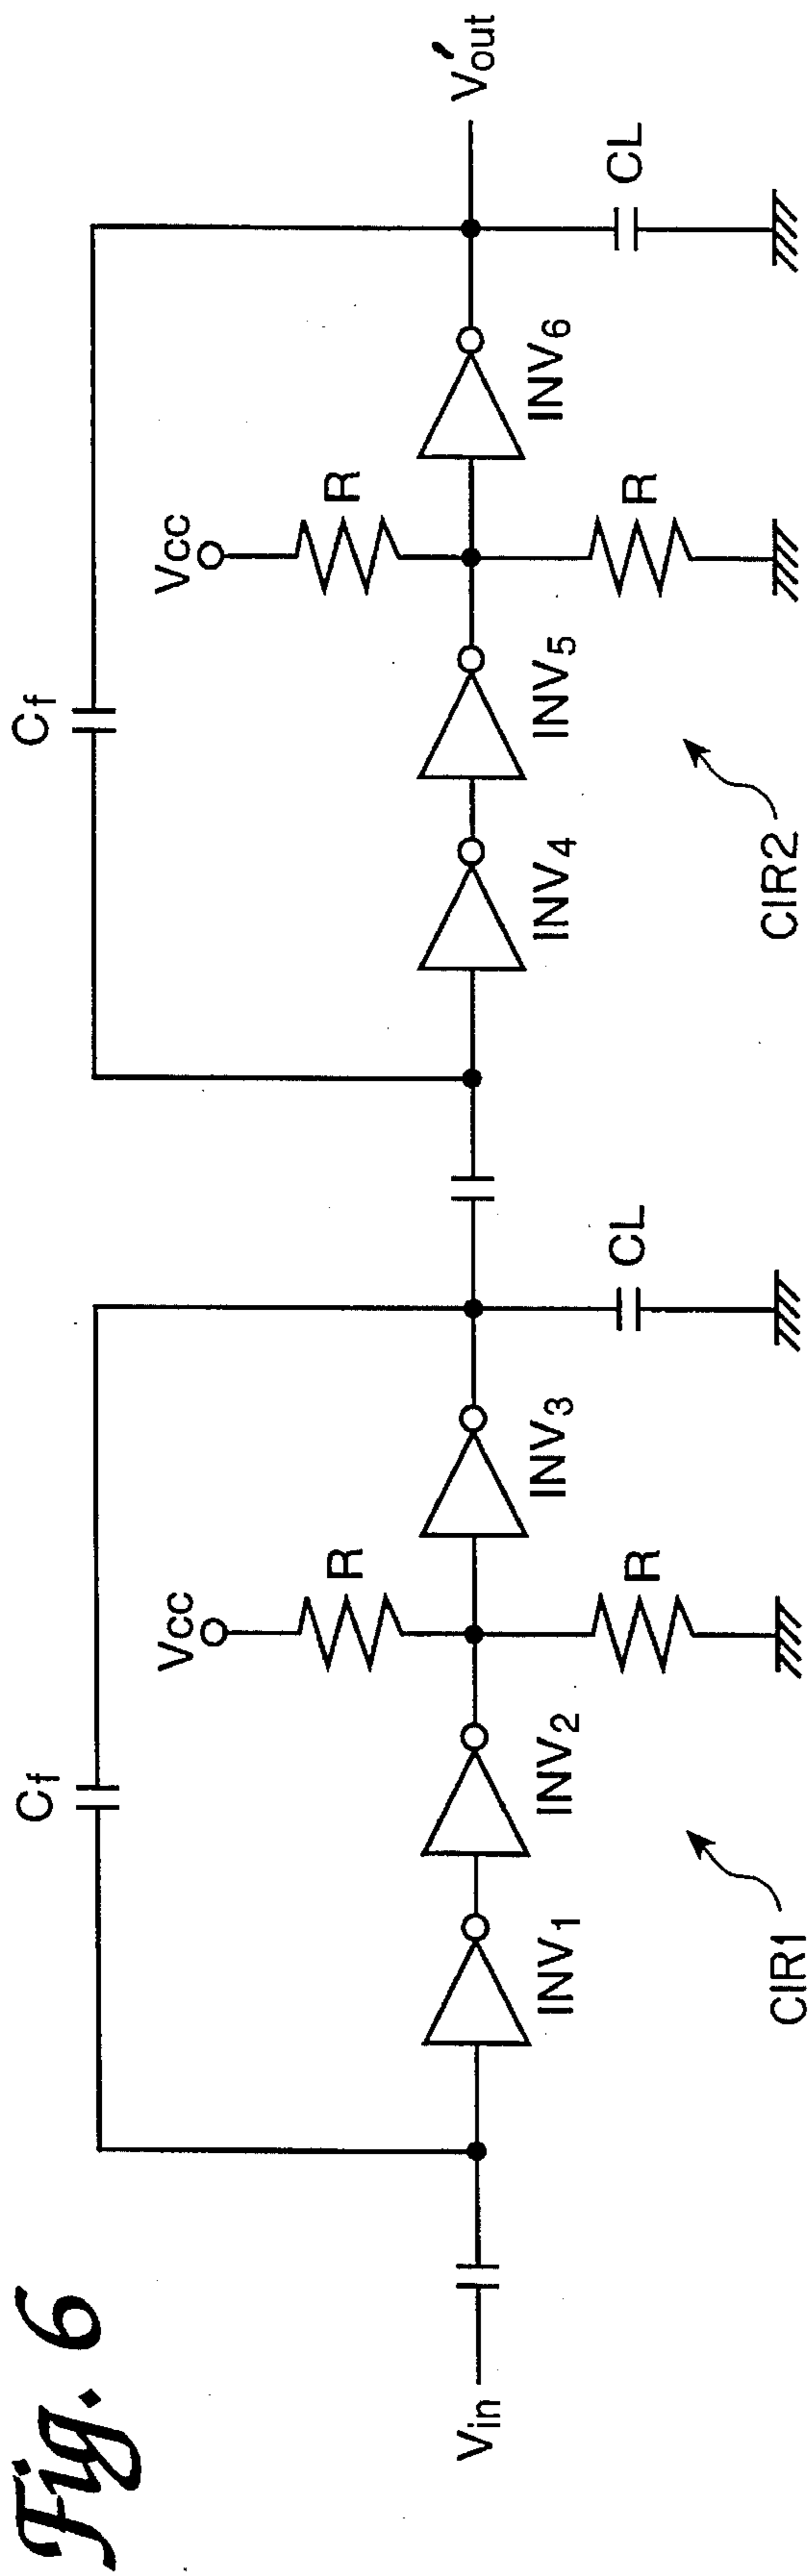 Fig. 6
Cf
Cf
Vcc
Vcc
R
R
Vin
INV1
INV2
INV3
INV4
INV5
INV6
V'out
R
CL
R
CL
CIR1
CIR2